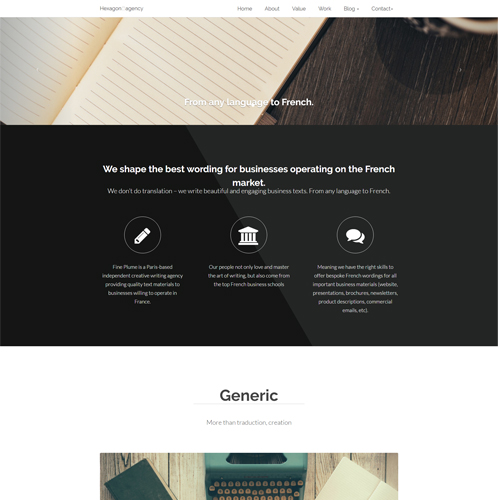 Hexagon agency
Home About Value Work Blog Contact
From any language to French.
We shape the best wording for businesses operating on the French
market.
We don't do translation – we write beautiful and engaging business texts. From any language to French.
Fine Plume is a Paris-based
independent creative writing agency
providing quality text materials to
businesses willing to operate in
France.
Our people not only love and master
the art of writing, but also come from
the top French business schools
Meaning we have the right skills to
offer bespoke French wordings for all
important business materials (website,
presentations, brochures, newsletters,
product descriptions, commercial
emails, etc).
Generic
More than traduction, creation